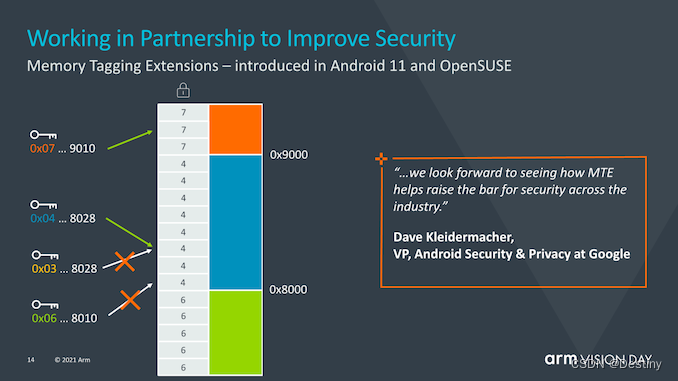 Working in Partnership to Improve Security
Memory Tagging Extensions – introduced in Android 11 and OpenSUSE
7
7
7
4
4
4
4
4
4
4
4
6
6
6
6
6
0x9000
0x8000
0x07 ... 9010
0x04 ... 8028
0x03 ... 8028
0x06 ... 8010
“...we look forward to seeing how MTE
helps raise the bar for security across the
industry.”
Dave Kleidermacher,
VP, Android Security & Privacy at Google
14 © 2021 Arm
arm VISION DAY
CSDN @Destiny